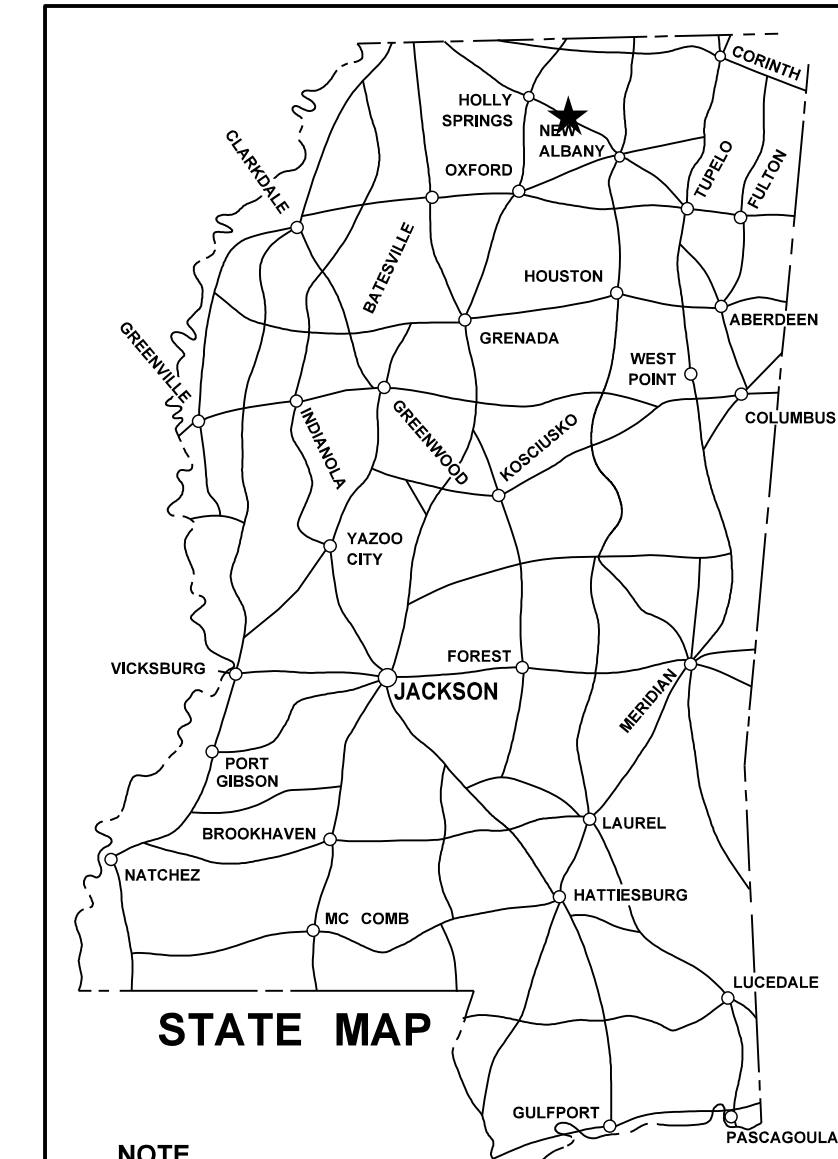 CORINTH
HOLLY
SPRINGS
NEW
ALBANY
OXFORD
CLARKDALE
TUPELO
FULTON
BATESVILLE
HOUSTON
ABERDEEN
GRENADA
GREENVILLE
WEST
POINT
COLUMBUS
INDIANOLA
GREENWOOD
KOSCIUSKO
YAZOO
CITY
VICKSBURG
FOREST
JACKSON
MERIDIAN
PORT
GIBSON
BROOKHAVEN
LAUREL
NATCHEZ
HATTIESBURG
MC COMB
LUCEDALE
STATE MAP
GULFPORT
PASCAGOULA
NOTE